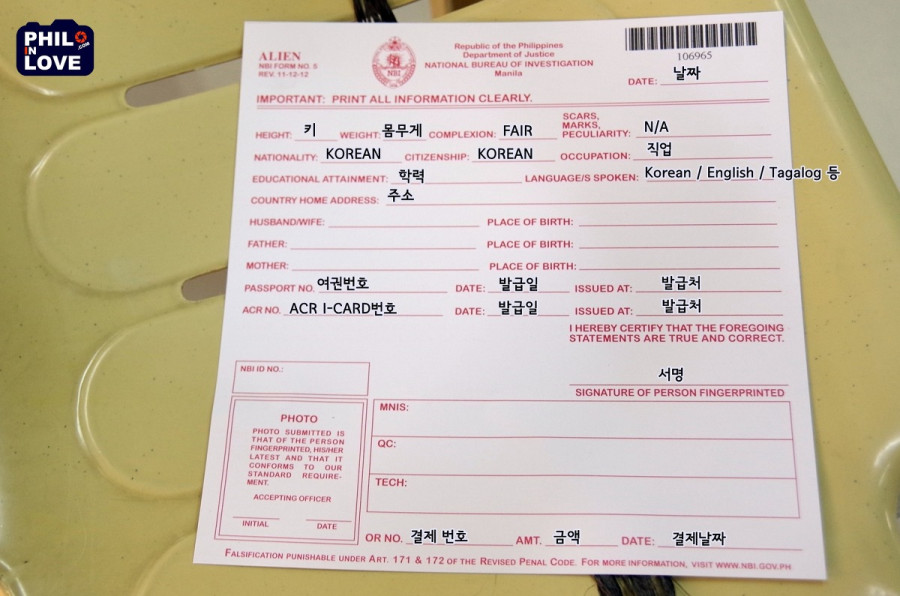 PHIL
IN
LOVE.com
ALIEN
NBI FORM NO. 5
REV. 11-12-12
NBI
Republic of the Philippines
Department of Justice
NATIONAL BUREAU OF INVESTIGATION
Manila
106965
DATE: 날짜
IMPORTANT: PRINT ALL INFORMATION CLEARLY.
HEIGHT: 키 WEIGHT: 몸무게 COMPLEXION: FAIR SCARS, MARKS, PECULIARITY: N/A
NATIONALITY: KOREAN CITIZENSHIP: KOREAN OCCUPATION: 직업
EDUCATIONAL ATTAINMENT: 학력 LANGUAGE/S SPOKEN: Korean / English / Tagalog 등
COUNTRY HOME ADDRESS: 주소
HUSBAND/WIFE: PLACE OF BIRTH:
FATHER: PLACE OF BIRTH:
MOTHER: PLACE OF BIRTH:
PASSPORT NO. 여권번호 DATE: 발급일 ISSUED AT: 발급처
ACR NO. ACR I-CARD번호 DATE: 발급일 ISSUED AT: 발급처
I HEREBY CERTIFY THAT THE FOREGOING
STATEMENTS ARE TRUE AND CORRECT.
서명
SIGNATURE OF PERSON FINGERPRINTED
NBI ID NO.:
PHOTO
PHOTO SUBMITTED IS
THAT OF THE PERSON
FINGERPRINTED, HIS/HER
LATEST AND THAT IT
CONFORMS TO OUR
STANDARD REQUIRE-
MENT.
ACCEPTING OFFICER
INITIAL DATE
MNIS:
QC:
TECH:
OR NO. 결제 번호 AMT. 금액 DATE: 결제날짜
FALSIFICATION PUNISHABLE UNDER ART. 171 & 172 OF THE REVISED PENAL CODE. FOR MORE INFORMATION, VISIT WWW.NBI.GOV.PH